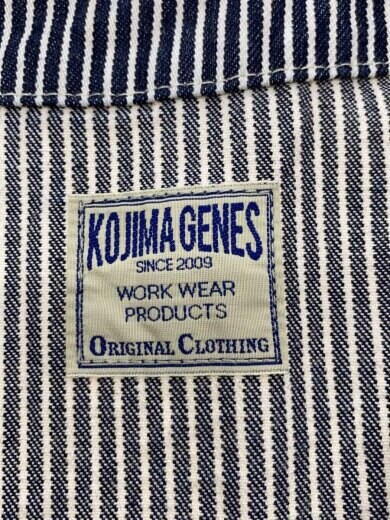 KOJIMA GENES
SINCE 2009
WORK WEAR
PRODUCTS
ORIGINAL CLOTHING